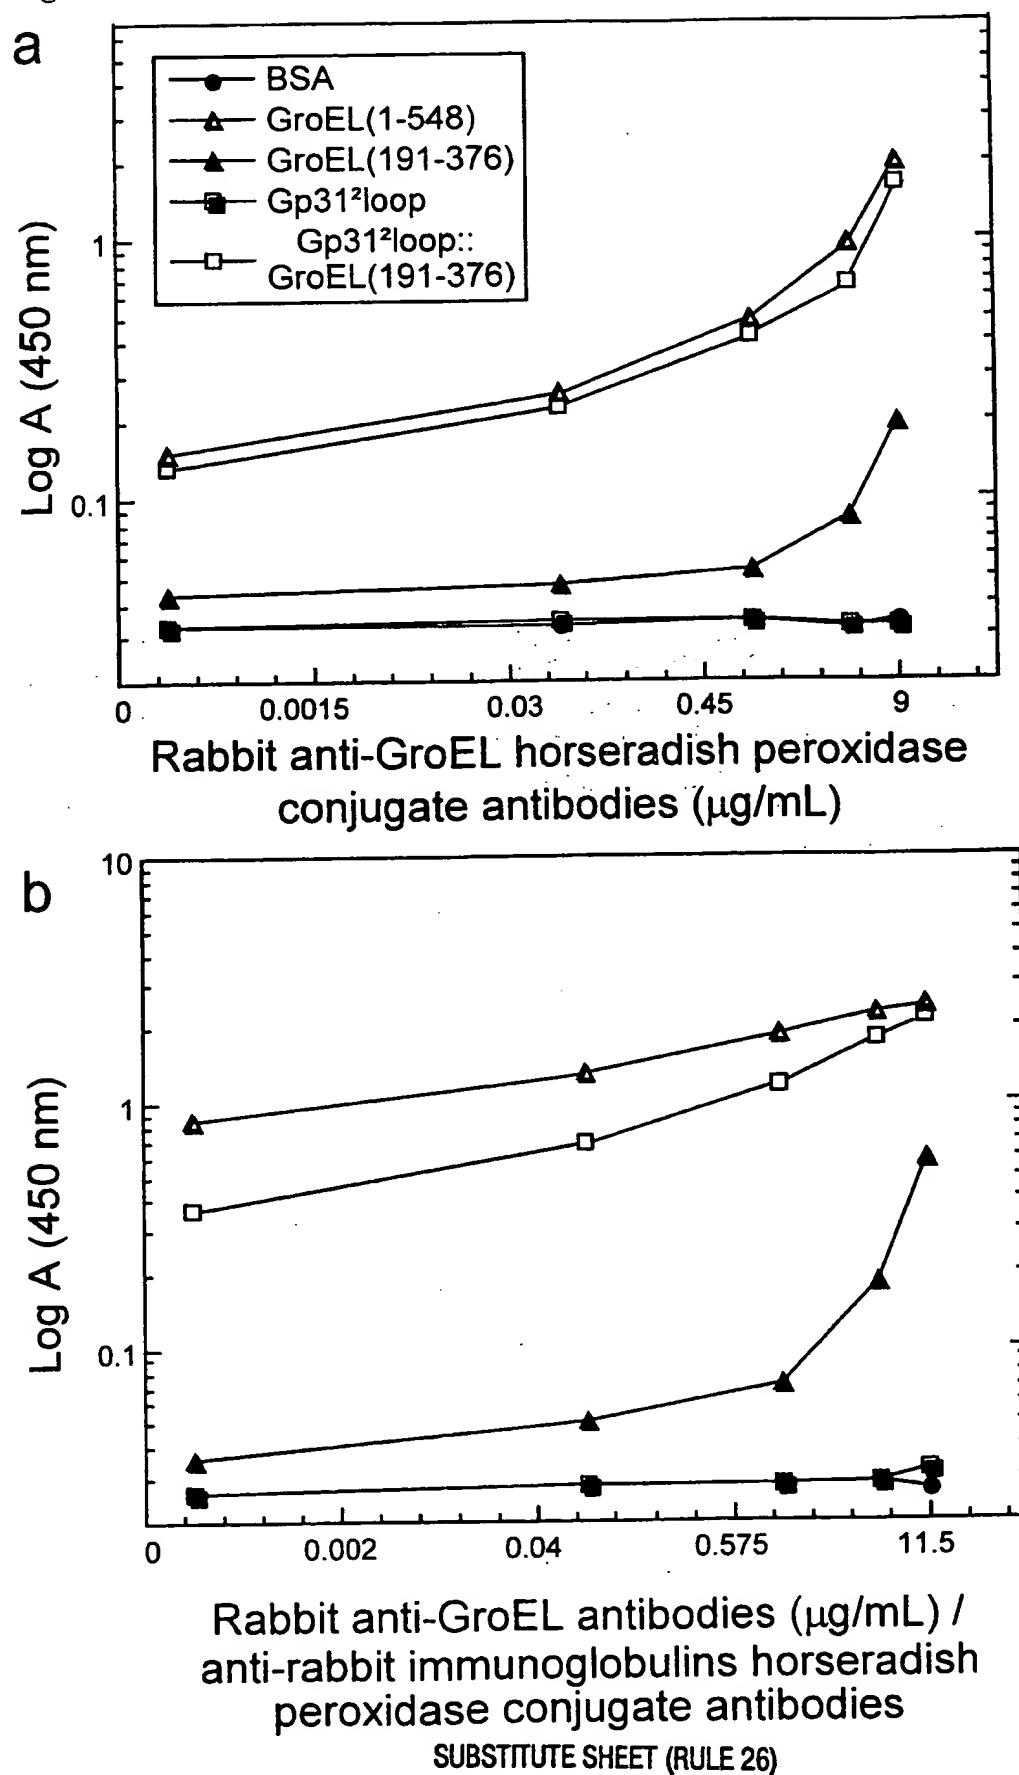 a
BSA
GroEL(1-548)
GroEL(191-376)
Gp31²loop
Gp31²loop::
GroEL(191-376)
Log A (450 nm)
1
0.1
0
0.0015
0.03
0.45
9
Rabbit anti-GroEL horseradish peroxidase
conjugate antibodies (μg/mL)
b
Log A (450 nm)
10
1
0.1
0
0.002
0.04
0.575
11.5
Rabbit anti-GroEL antibodies (μg/mL) /
anti-rabbit immunoglobulins horseradish
peroxidase conjugate antibodies
SUBSTITUTE SHEET (RULE 26)